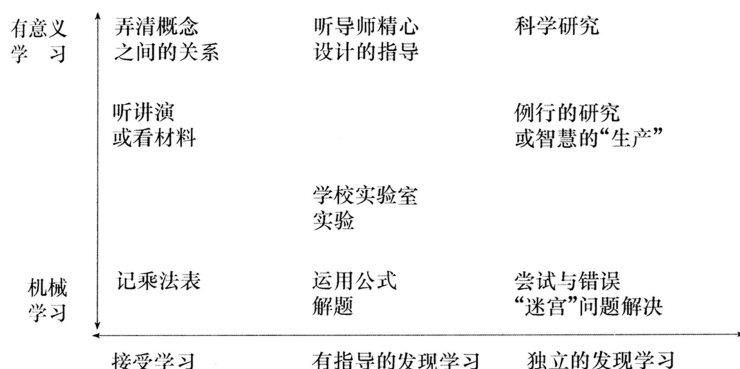 有意义
学 习
弄清概念
之间的关系
听导师精心
设计的指导
科学研究
听讲演
或看材料
例行的研究
或智慧的“生产”
学校实验室
实验
机械
学习
记乘法表
运用公式
解题
尝试与错误
“迷宫”问题解决
接受学习
有指导的发现学习
独立的发现学习